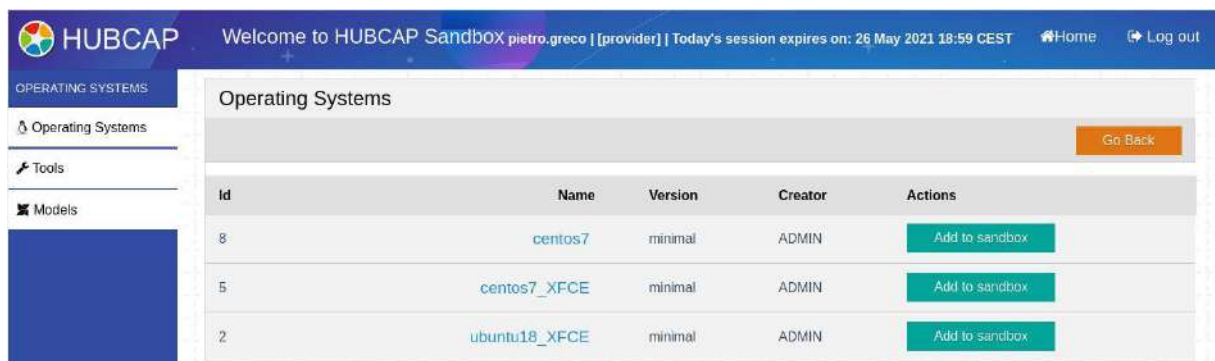 HUBCAP
Welcome to HUBCAP Sandbox pietro.greco | [provider] | Today's session expires on: 26 May 2021 18:59 CEST
Home
Log out
OPERATING SYSTEMS
Operating Systems
Tools
Models
Operating Systems
Go Back
Id Name Version Creator Actions
8 centos7 minimal ADMIN Add to sandbox
5 centos7_XFCE minimal ADMIN Add to sandbox
2 ubuntu18_XFCE minimal ADMIN Add to sandbox